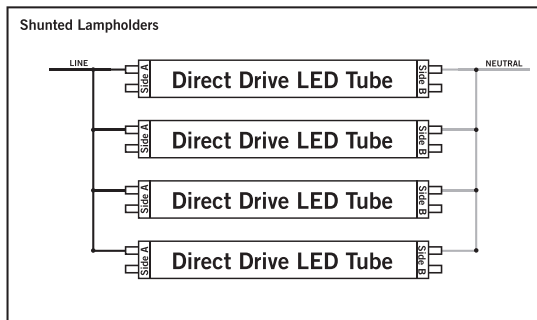 Shunted Lampholders
LINE
NEUTRAL
Side A
Direct Drive LED Tube
Side B
Side A
Direct Drive LED Tube
Side B
Side A
Direct Drive LED Tube
Side B
Side A
Direct Drive LED Tube
Side B